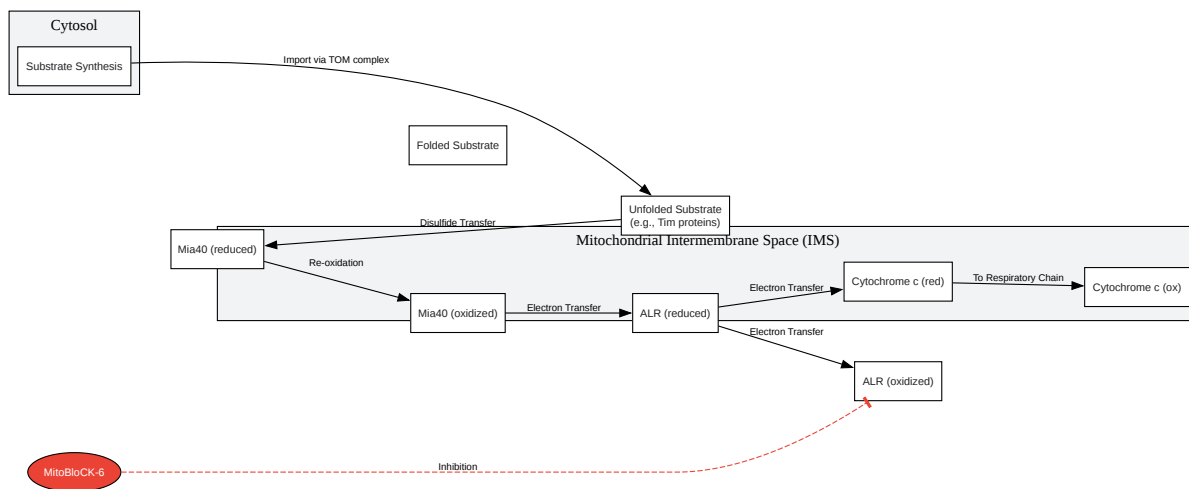 Cytosol
Substrate Synthesis
Import via TOM complex
Folded Substrate
Unfolded Substrate
(e.g., Tim proteins)
Disulfide Transfer
Mitochondrial Intermembrane Space (IMS)
Mia40 (reduced)
Re-oxidation
Mia40 (oxidized)
Electron Transfer
ALR (reduced)
Electron Transfer
Cytochrome c (red)
To Respiratory Chain
Cytochrome c (ox)
Electron Transfer
ALR (oxidized)
MitoBloCK-6
Inhibition